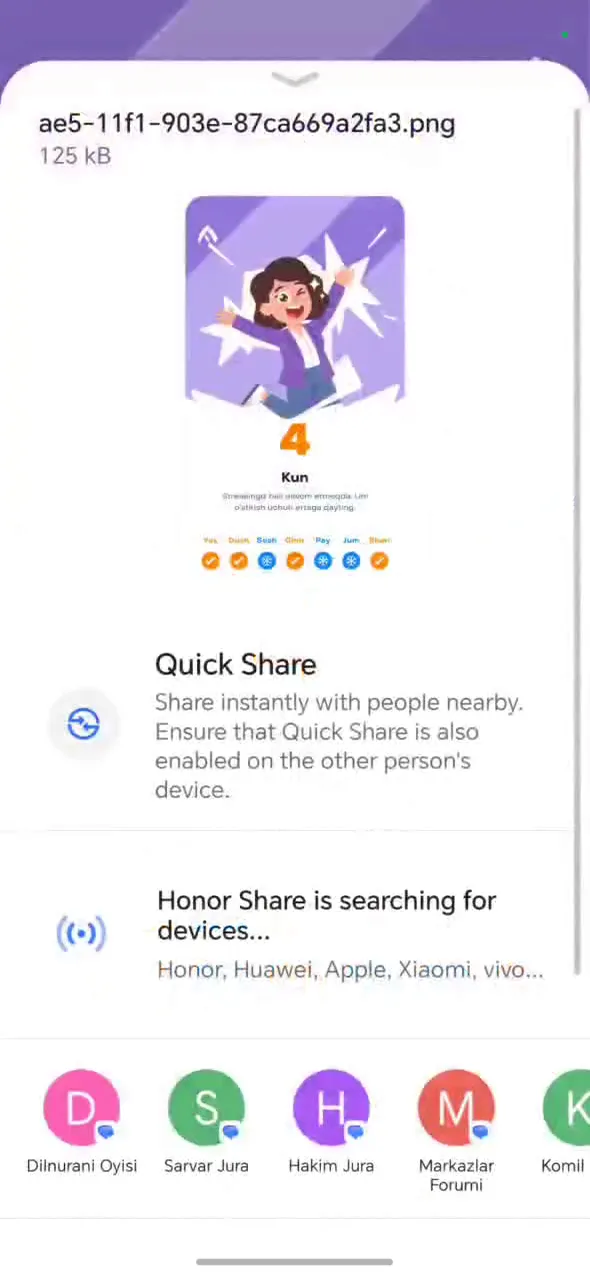 ae5-11f1-903e-87ca669a2fa3.png
125 kB
4
Kun
Quick Share
Share instantly with people nearby.
Ensure that Quick Share is also
enabled on the other person's
device.
Honor Share is searching for
devices...
Honor, Huawei, Apple, Xiaomi, vivo...
D S H M K
Dilnurani Oyisi Sarvar Jura Hakim Jura Markazlar Komil
Forumi